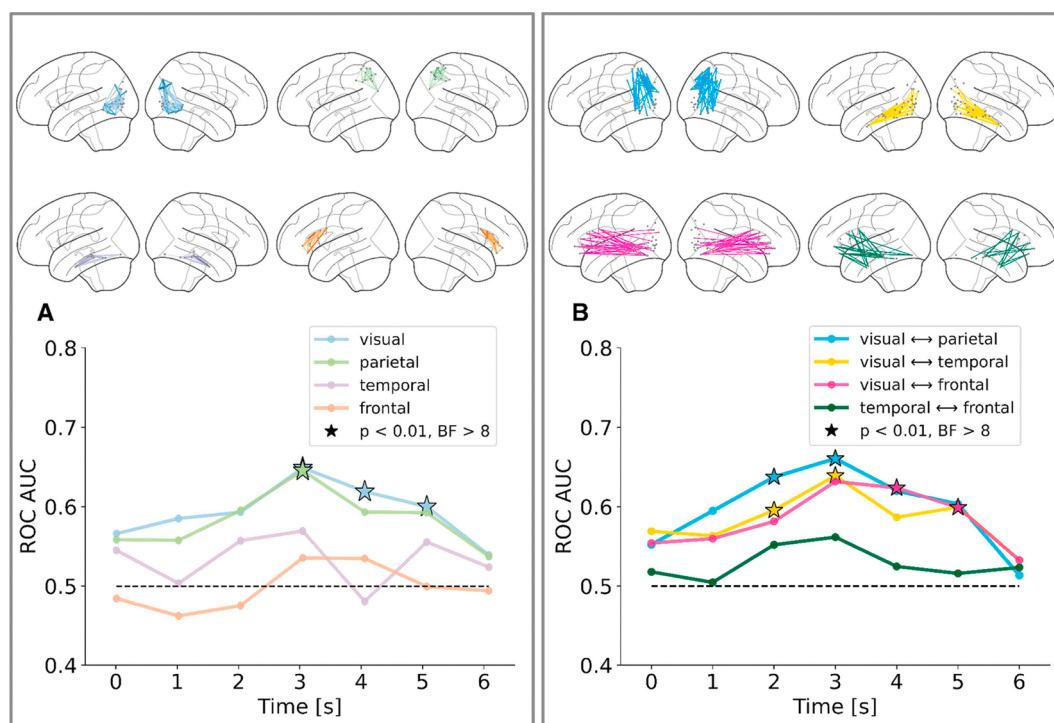 A
visual
parietal
temporal
frontal
p < 0.01, BF > 8
0.8
0.7
0.6
0.5
0.4
ROC AUC
0 1 2 3 4 5 6
Time [s]
B
visual ⟷ parietal
visual ⟷ temporal
visual ⟷ frontal
temporal ⟷ frontal
p < 0.01, BF > 8
0.8
0.7
0.6
0.5
0.4
ROC AUC
0 1 2 3 4 5 6
Time [s]